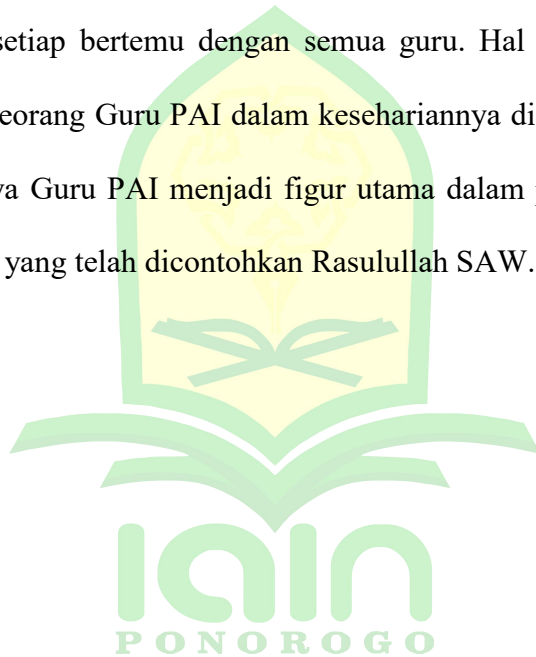 setiap bertemu dengan semua guru. Hal
eorang Guru PAI dalam kesehariannya di
a Guru PAI menjadi figur utama dalam
yang telah dicontohkan Rasulullah SAW.
iain
PONOROGO